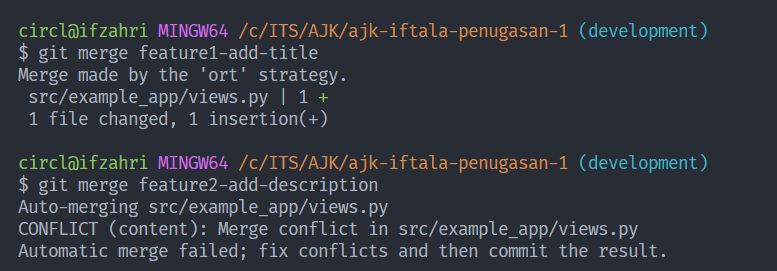 circl@ifzahri MINGW64 /c/ITS/AJK/ajk-iftala-penugasan-1 (development)
$ git merge feature1-add-title
Merge made by the 'ort' strategy.
 src/example_app/views.py | 1 +
 1 file changed, 1 insertion(+)

circl@ifzahri MINGW64 /c/ITS/AJK/ajk-iftala-penugasan-1 (development)
$ git merge feature2-add-description
Auto-merging src/example_app/views.py
CONFLICT (content): Merge conflict in src/example_app/views.py
Automatic merge failed; fix conflicts and then commit the result.